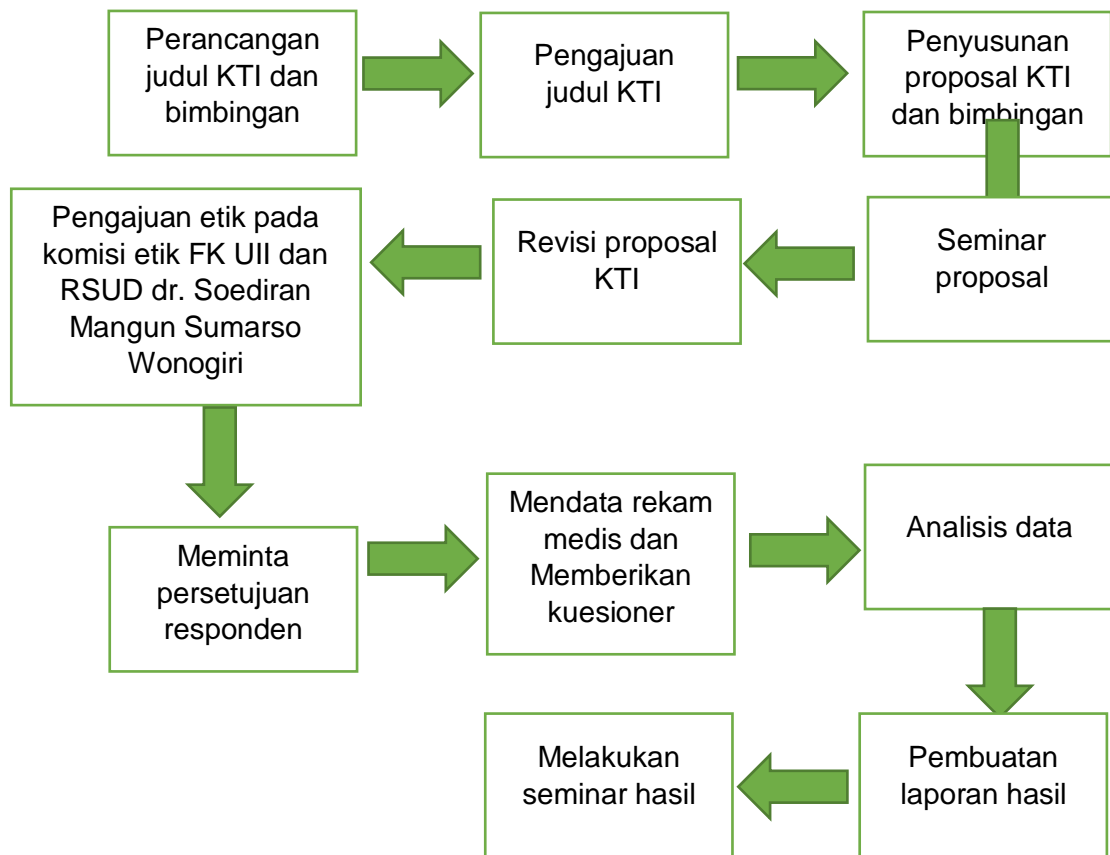 Perancangan
judul KTI dan
bimbingan
Pengajuan
judul KTI
Penyusunan
proposal KTI
dan bimbingan
Seminar
proposal
Revisi proposal
KTI
Pengajuan etik pada
komisi etik FK UII dan
RSUD dr. Soediran
Mangun Sumarso
Wonogiri
Meminta
persetujuan
responden
Mendata rekam
medis dan
Memberikan
kuesioner
Analisis data
Pembuatan
laporan hasil
Melakukan
seminar hasil